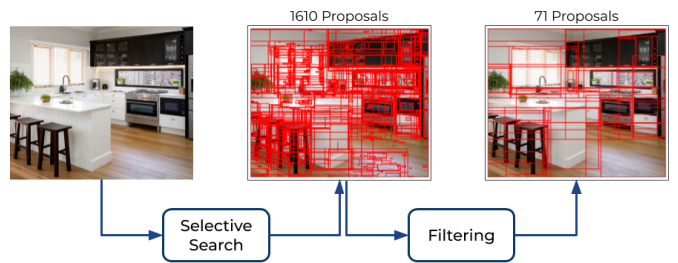 1610 Proposals
71 Proposals
Selective
Search
Filtering